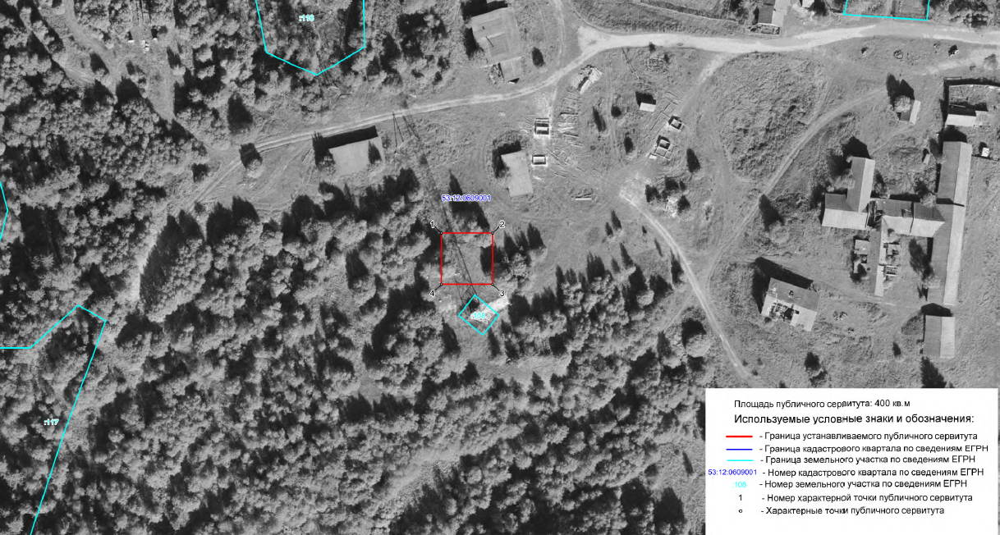 :118
53:12:0609001
1
2
4
3
:108
:117
Площадь публичного сервитута: 400 кв.м
Используемые условные знаки и обозначения:
- Граница устанавливаемого публичного сервитута
- Граница кадастрового квартала по сведениям ЕГРН
- Граница земельного участка по сведениям ЕГРН
53:12:0609001 - Номер кадастрового квартала по сведениям ЕГРН
:108 - Номер земельного участка по сведениям ЕГРН
1 - Номер характерной точки публичного сервитута
- Характерные точки публичного сервитута